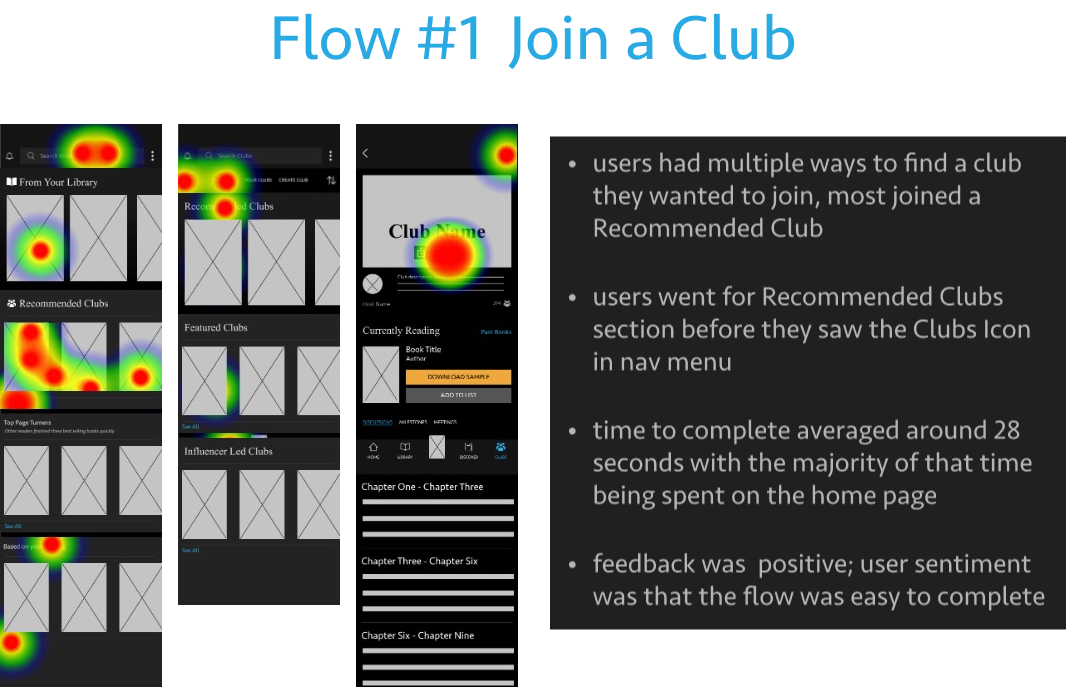 Flow #1 Join a Club
Search
From Your Library
Recommended Clubs
Top Page Turners
Other readers finished these best selling books quickly
See All
Based on
Search Clubs
YOUR CLUBS CREATE CLUB
Clubs
Featured Clubs
See All
Influencer Led Clubs
See All
Club Name
Club description
Host Name
Currently Reading
Past Books
Book Title
Author
DOWNLOAD SAMPLE
ADD TO LIST
DISCUSSIONS MILESTONES MEETINGS
HOME LIBRARY DISCOVER CLUBS
Chapter One - Chapter Three
Chapter Three - Chapter Six
Chapter Six - Chapter Nine
• users had multiple ways to find a club
they wanted to join, most joined a
Recommended Club
• users went for Recommended Clubs
section before they saw the Clubs Icon
in nav menu
• time to complete averaged around 28
seconds with the majority of that time
being spent on the home page
• feedback was positive; user sentiment
was that the flow was easy to complete